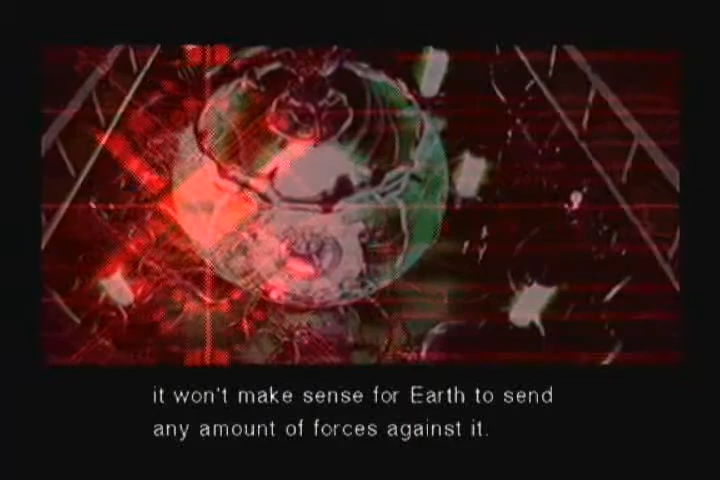 it won't make sense for Earth to send
any amount of forces against it.